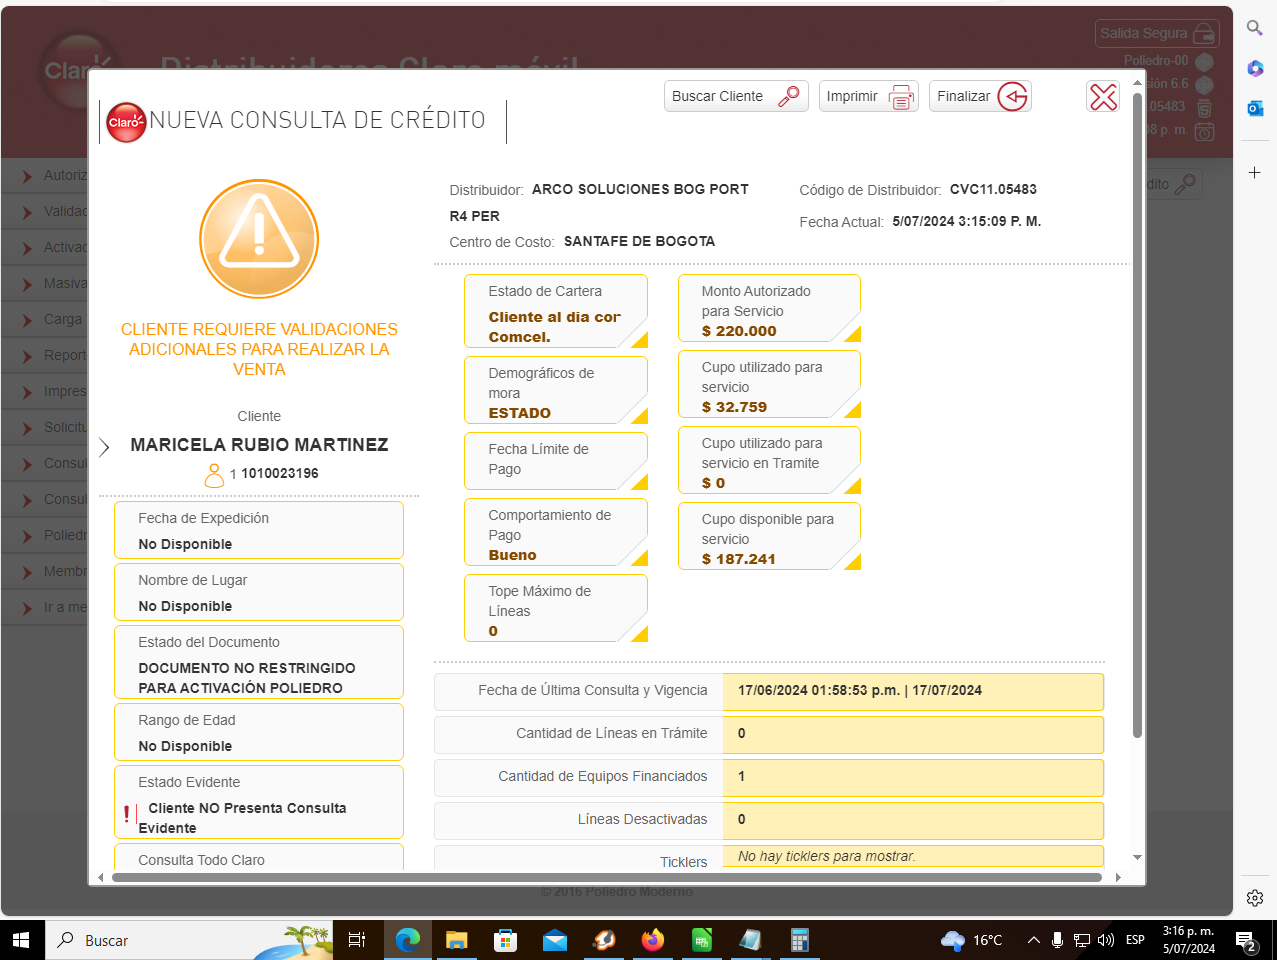 Salida Segura
Poliedro-00
sión 6.6
.05483
08 p. m.
Claro
Distribuidores Claro móvil
Buscar Cliente
Imprimir
Finalizar
Claro
NUEVA CONSULTA DE CRÉDITO
Autoriz
Validac
Activac
Masiva
Carga
Report
Impres
Solicitu
Consul
Consul
Poliedr
Membr
Ir a me
dito
CLIENTE REQUIERE VALIDACIONES
ADICIONALES PARA REALIZAR LA
VENTA
Cliente
MARICELA RUBIO MARTINEZ
1 1010023196
Fecha de Expedición
No Disponible
Nombre de Lugar
No Disponible
Estado del Documento
DOCUMENTO NO RESTRINGIDO
PARA ACTIVACIÓN POLIEDRO
Rango de Edad
No Disponible
Estado Evidente
Cliente NO Presenta Consulta
Evidente
Consulta Todo Claro
Distribuidor: ARCO SOLUCIONES BOG PORT
R4 PER
Centro de Costo: SANTAFE DE BOGOTA
Código de Distribuidor: CVC11.05483
Fecha Actual: 5/07/2024 3:15:09 P. M.
Estado de Cartera
Cliente al dia con
Comcel.
Demográficos de
mora
ESTADO
Fecha Límite de
Pago
Comportamiento de
Pago
Bueno
Tope Máximo de
Líneas
0
Monto Autorizado
para Servicio
$ 220.000
Cupo utilizado para
servicio
$ 32.759
Cupo utilizado para
servicio en Tramite
$ 0
Cupo disponible para
servicio
$ 187.241
Fecha de Última Consulta y Vigencia 17/06/2024 01:58:53 p.m. | 17/07/2024
Cantidad de Líneas en Trámite 0
Cantidad de Equipos Financiados 1
Líneas Desactivadas 0
Ticklers No hay ticklers para mostrar.
© 2016 Poliedro Moderno
Buscar
16°C
ESP
3:16 p. m.
5/07/2024
2